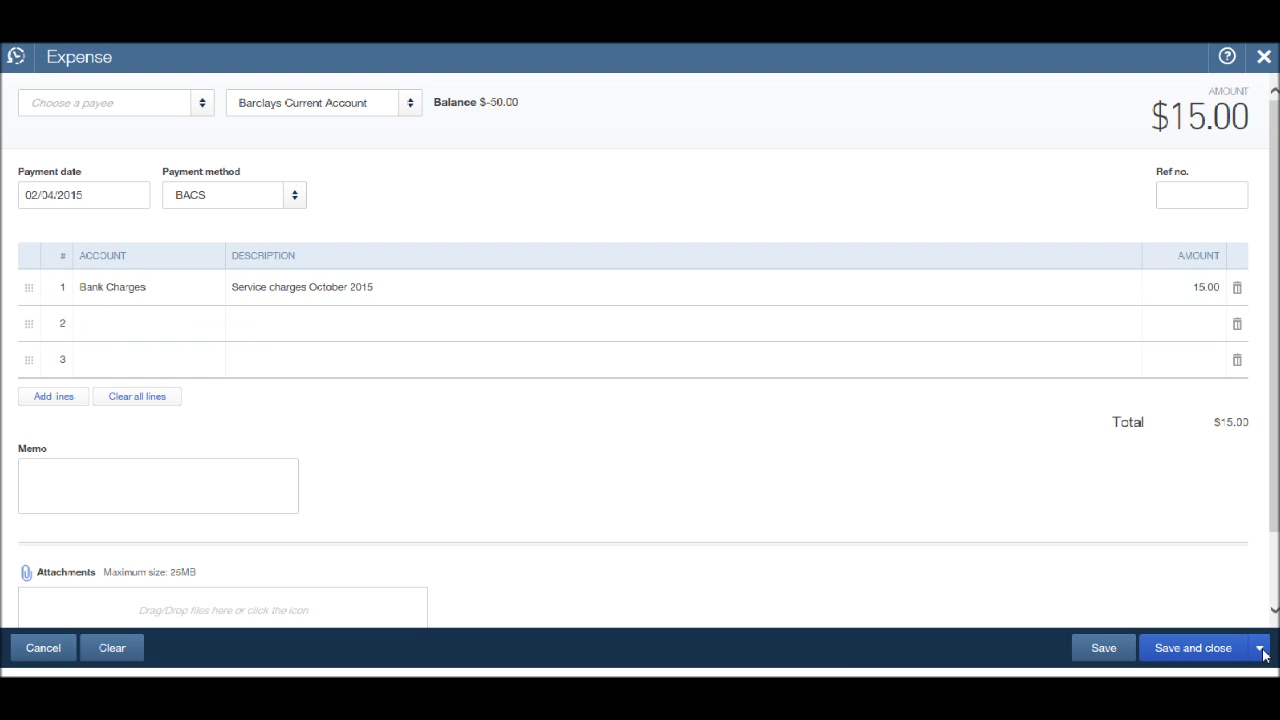 Expense
Choose a payee Barclays Current Account Balance $-50.00
AMOUNT
$15.00
Payment date Payment method Ref no.
02/04/2015 BACS
# ACCOUNT DESCRIPTION AMOUNT
1 Bank Charges Service charges October 2015 15.00
2
3
Add lines Clear all lines
Total $15.00
Memo
Attachments Maximum size: 25MB
Drag/Drop files here or click the icon
Cancel Clear Save Save and close